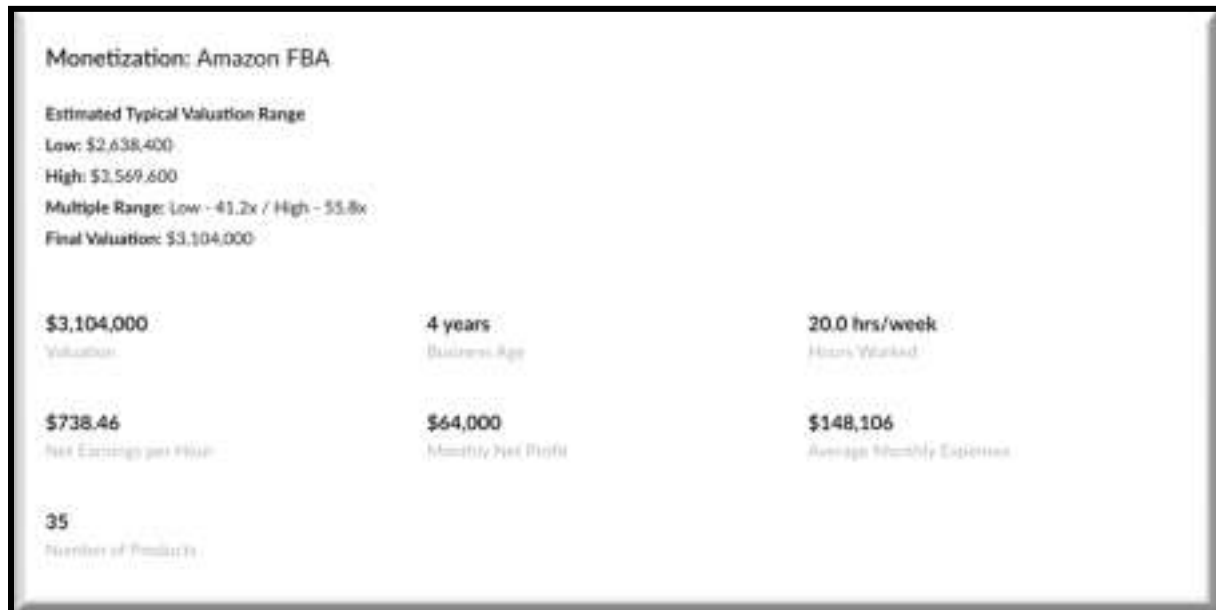 Monetization: Amazon FBA
Estimated Typical Valuation Range
Low: $2,638,400
High: $3,569,600
Multiple Range: Low - 41.2x / High - 55.8x
Final Valuation: $3,104,000
$3,104,000
Valuation
4 years
Business Age
20.0 hrs/week
Hours Worked
$738.46
Net Earnings per Hour
$64,000
Monthly Net Profit
$148,106
Average Monthly Expenses
35
Number of Products